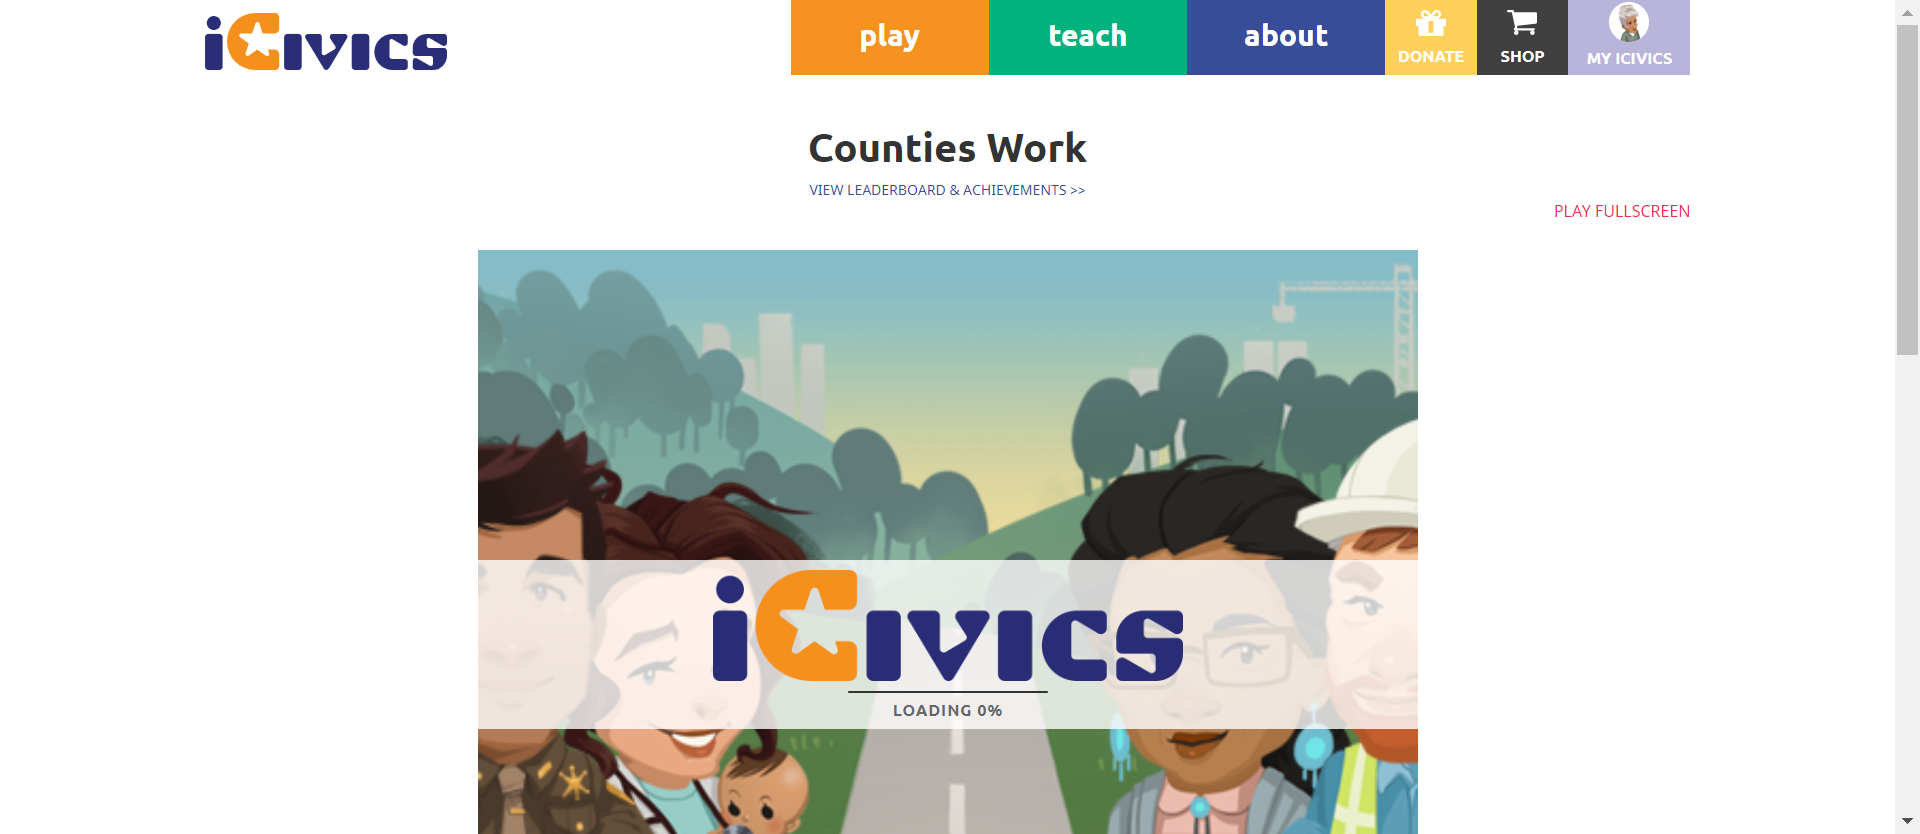 iCivics
play
teach
about
DONATE
SHOP
MY ICIVICS
Counties Work
VIEW LEADERBOARD & ACHIEVEMENTS >>
PLAY FULLSCREEN
iCivics
LOADING 0%